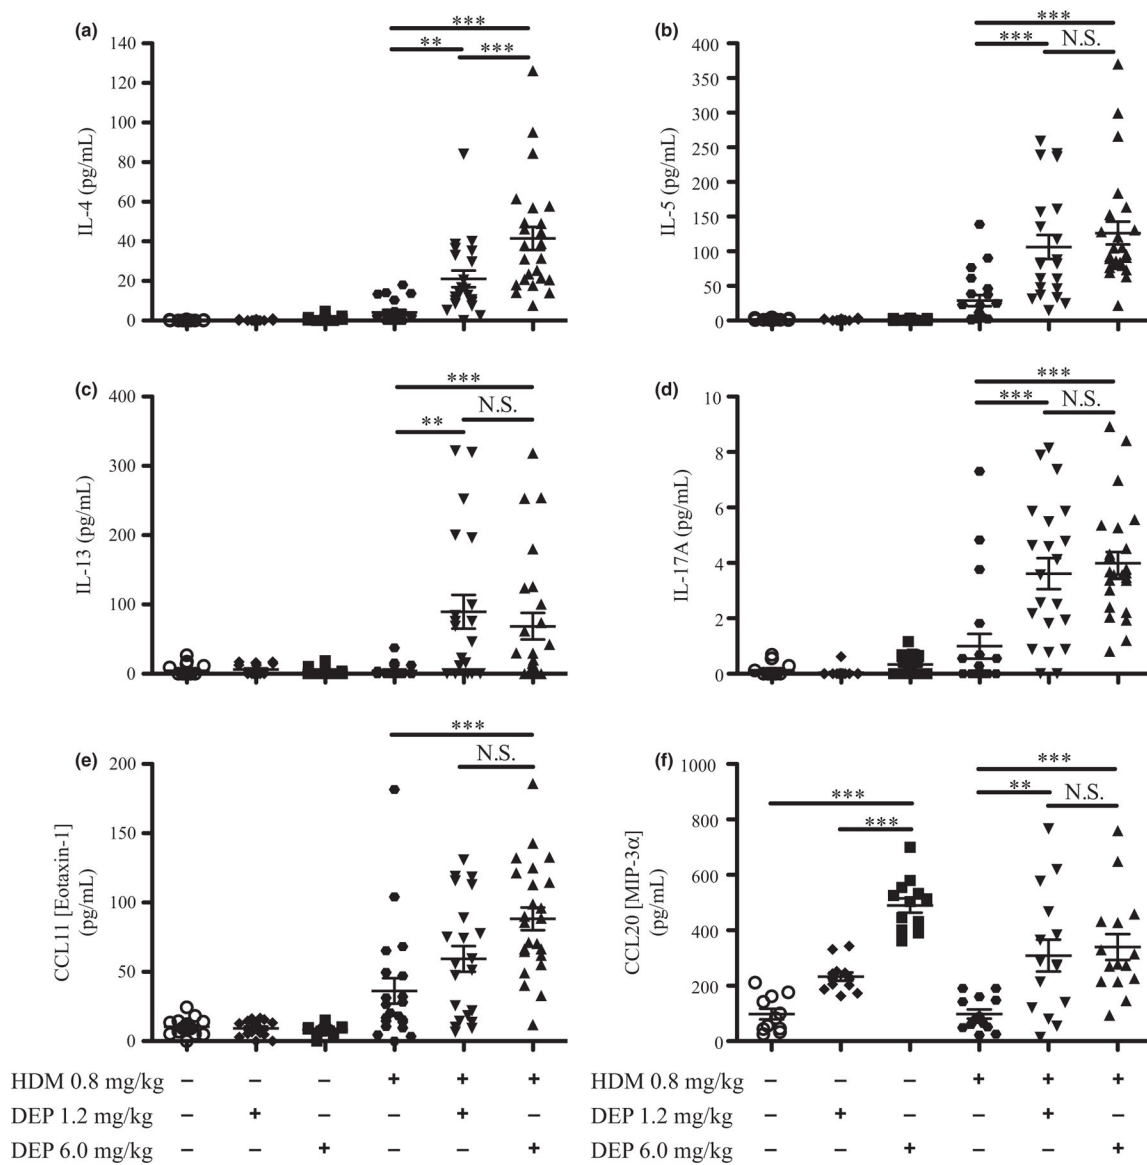 (a)
***
**
***
140
120
100
80
60
40
20
0
IL-4 (pg/mL)
(b)
***
***
N.S.
400
350
300
250
200
150
100
50
0
IL-5 (pg/mL)
(c)
***
N.S.
**
400
300
200
100
0
IL-13 (pg/mL)
(d)
***
***
N.S.
10
8
6
4
2
0
IL-17A (pg/mL)
(e)
***
N.S.
200
150
100
50
0
CCL11 [Eotaxin-1]
(pg/mL)
(f)
***
***
***
**
N.S.
1000
800
600
400
200
0
CCL20 [MIP-3α]
(pg/mL)
HDM 0.8 mg/kg – – – + + +
DEP 1.2 mg/kg – + – – + –
DEP 6.0 mg/kg – – + – – +
HDM 0.8 mg/kg – – – + + +
DEP 1.2 mg/kg – + – – + –
DEP 6.0 mg/kg – – + – – +